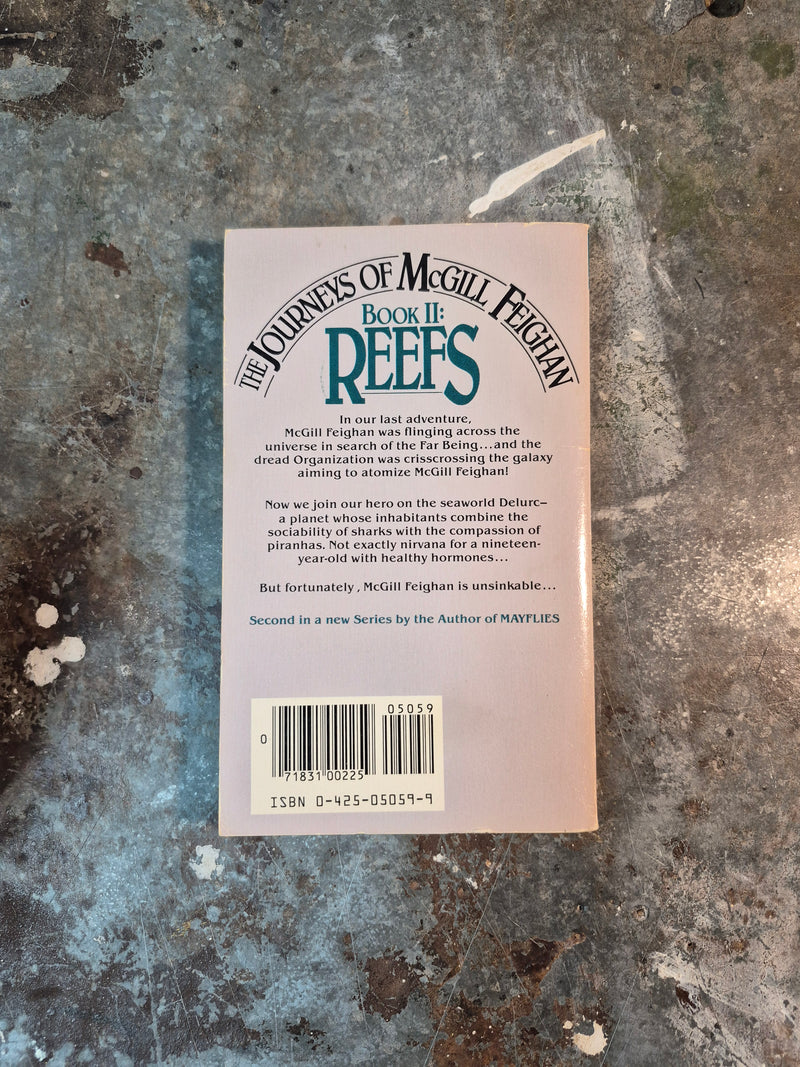 THE JOURNEYS OF MCGILL FEIGHAN
BOOK II:
REEFS
In our last adventure,
McGill Feighan was flinging across the
universe in search of the Far Being...and the
dread Organization was crisscrossing the galaxy
aiming to atomize McGill Feighan!
Now we join our hero on the seaworld Delurc–
a planet whose inhabitants combine the
sociability of sharks with the compassion of
piranhas. Not exactly nirvana for a nineteen-
year-old with healthy hormones...
But fortunately, McGill Feighan is unsinkable...
Second in a new Series by the Author of MAYFLIES
05059
0
71831 00225
ISBN 0-425-05059-9